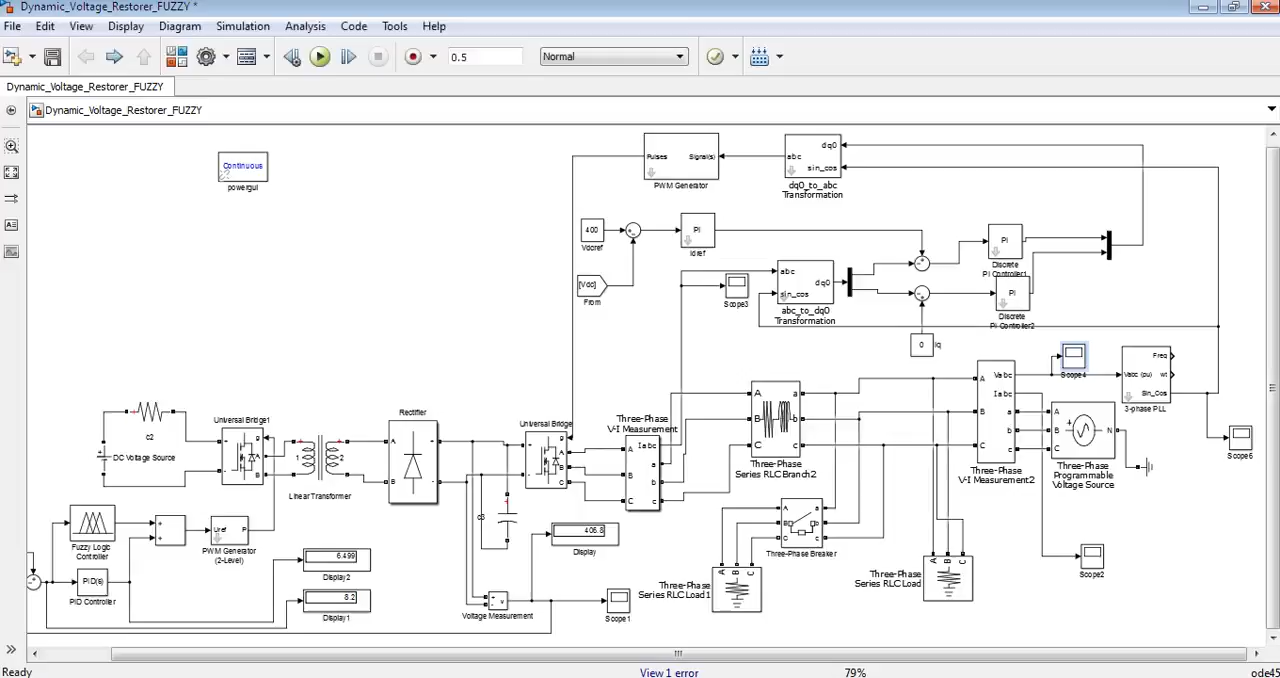 Dynamic_Voltage_Restorer_FUZZY *
File Edit View Display Diagram Simulation Analysis Code Tools Help
0.5
Normal
Dynamic_Voltage_Restorer_FUZZY
Dynamic_Voltage_Restorer_FUZZY
Continuous
powergui
Pulses Signal(s)
PWM Generator
dq0
abc
sin_cos
dq0_to_abc
Transformation
400
Vdcref
PI
Idref
[Vdc]
From
Scope3
abc
dq0
sin_cos
abc_to_dq0
Transformation
PI
Discrete
PI Controller1
PI
Discrete
PI Controller2
0
Iq
Scope4
Freq
Vabc (pu) wt
Sin_Cos
3-phase PLL
Scope6
c2
DC Voltage Source
Universal Bridge1
g
A
B
+
-
1
2
Linear Transformer
Rectifier
A
B
+
-
Universal Bridge
g
A
B
C
+
-
c3
Three-Phase
V-I Measurement
Iabc
A a
B b
C c
A a
B b
C c
Three-Phase
Series RLC Branch2
Vabc
A Iabc
a
B b
C c
Three-Phase
V-I Measurement2
A
B N
C
Three-Phase
Programmable
Voltage Source
A a
B b
C c
Three-Phase Breaker
A B C
Three-Phase
Series RLC Load1
A B C
Three-Phase
Series RLC Load
Scope2
Fuzzy Logic
Controller
+
+
Uref P
PWM Generator
(2-Level)
PID(s)
PID Controller
6.499
Display2
8.2
Display1
406.8
Display
+
-
v
Voltage Measurement
Scope1
Ready
View 1 error
79%
ode45